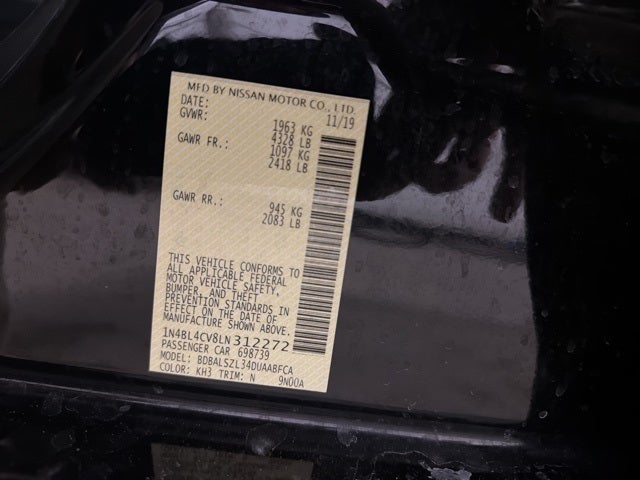 MFD BY NISSAN MOTOR CO., LTD.
DATE: 11/19
GVWR: 1963 KG
4328 LB
GAWR FR.: 1097 KG
2418 LB
GAWR RR.: 945 KG
2083 LB
THIS VEHICLE CONFORMS TO
ALL APPLICABLE FEDERAL
MOTOR VEHICLE SAFETY,
BUMPER, AND THEFT
PREVENTION STANDARDS IN
EFFECT ON THE DATE OF
MANUFACTURE SHOWN ABOVE.
1N4BL4CV8LN312272
PASSENGER CAR 698739
MODEL: BDBALSZL34DUAABFCA
COLOR: KH3 TRIM: N 9N00A